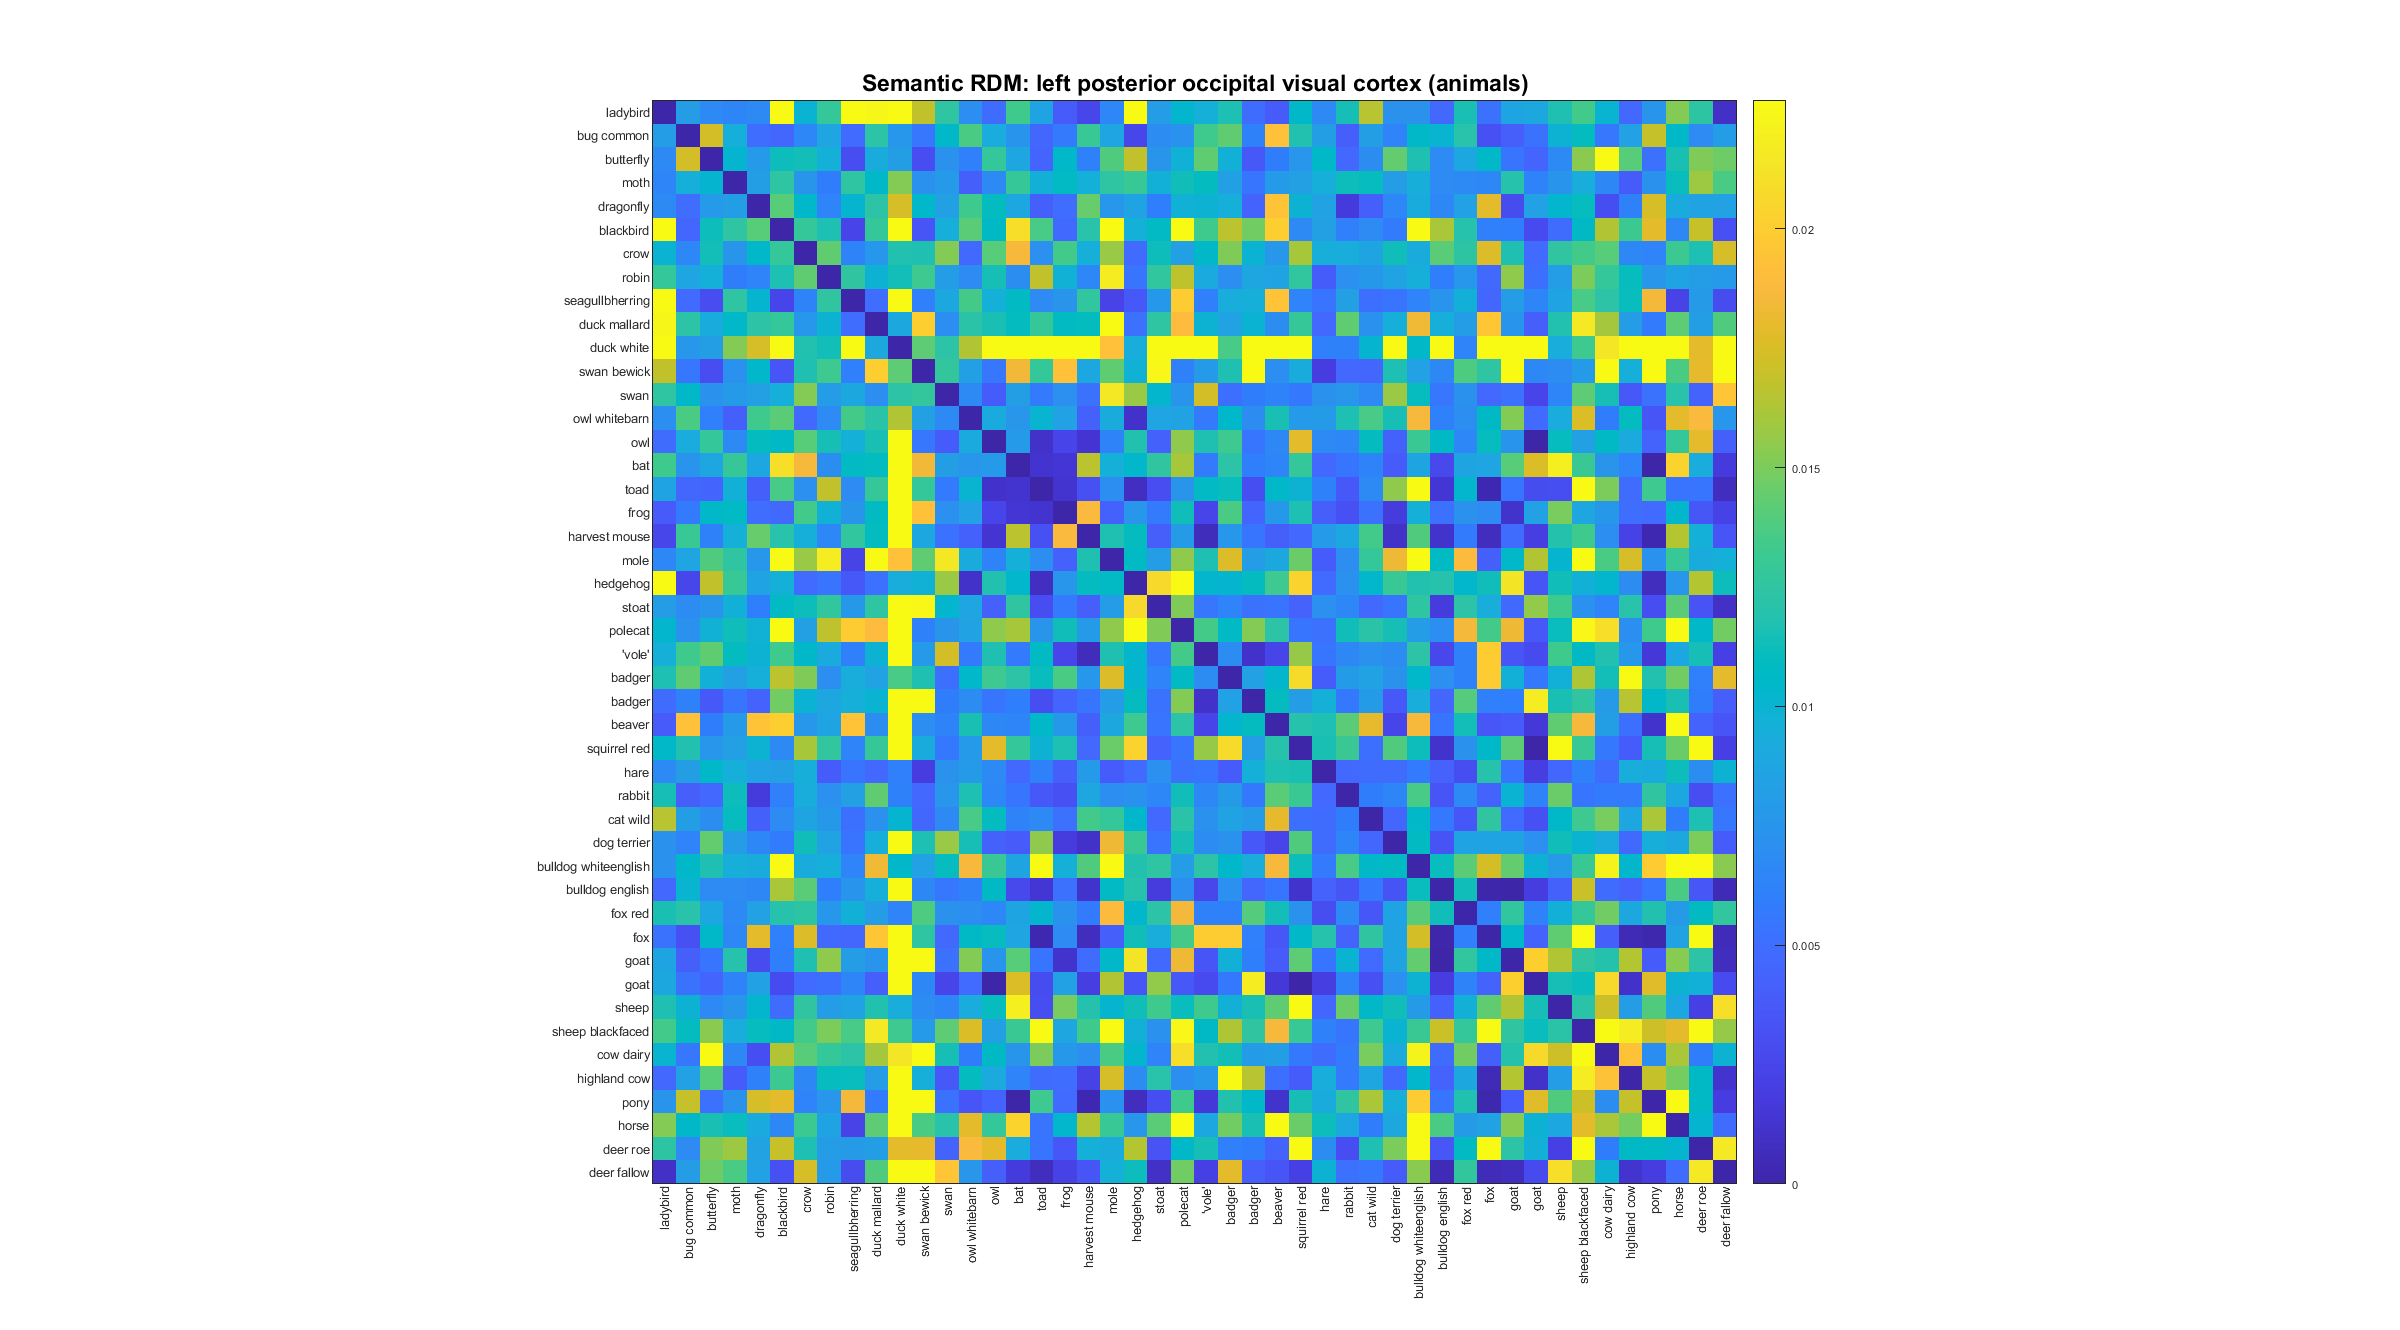 Semantic RDM: left posterior occipital visual cortex (animals)
ladybird
bug common
butterfly
moth
dragonfly
blackbird
crow
robin
seagullbherring
duck mallard
duck white
swan bewick
swan
owl whitebarn
owl
bat
toad
frog
harvest mouse
mole
hedgehog
stoat
polecat
'vole'
badger
badger
beaver
squirrel red
hare
rabbit
cat wild
dog terrier
bulldog whiteenglish
bulldog english
fox red
fox
goat
goat
sheep
sheep blackfaced
cow dairy
highland cow
pony
horse
deer roe
deer fallow
0.02
0.015
0.01
0.005
0
ladybird
bug common
butterfly
moth
dragonfly
blackbird
crow
robin
seagullbherring
duck mallard
duck white
swan bewick
swan
owl whitebarn
owl
bat
toad
frog
harvest mouse
mole
hedgehog
stoat
polecat
'vole'
badger
badger
beaver
squirrel red
hare
rabbit
cat wild
dog terrier
bulldog whiteenglish
bulldog english
fox red
fox
goat
goat
sheep
sheep blackfaced
cow dairy
highland cow
pony
horse
deer roe
deer fallow